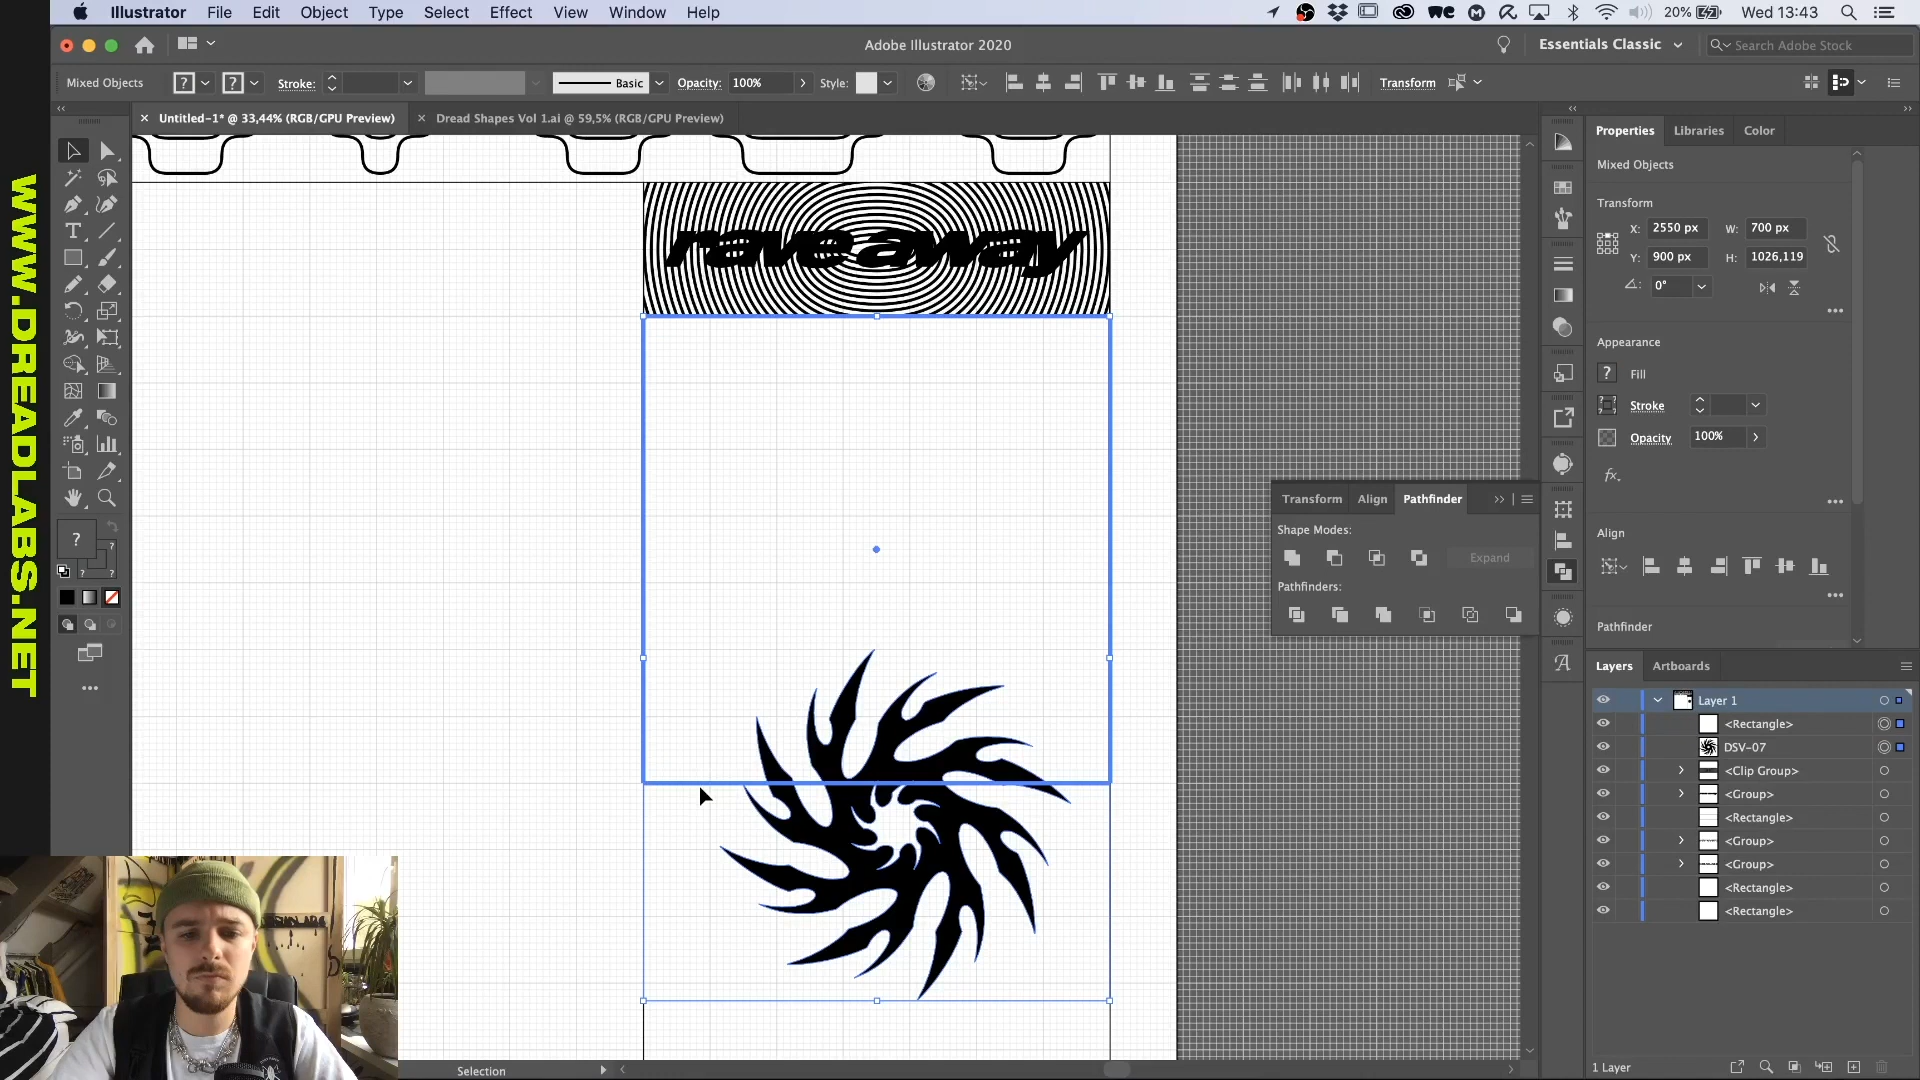 Illustrator File Edit Object Type Select Effect View Window Help
20% Wed 13:43
Adobe Illustrator 2020
Essentials Classic
Search Adobe Stock
Mixed Objects
? ? Stroke: Basic Opacity: 100% Style: Transform
Untitled-1* @ 33,44% (RGB/GPU Preview)
Dread Shapes Vol 1.ai @ 59,5% (RGB/GPU Preview)
WWW.DREADLABS.NET
rave away
Properties Libraries Color
Mixed Objects
Transform
X: 2550 px W: 700 px
Y: 900 px H: 1026,119
0°
Appearance
? Fill
Stroke
Opacity 100%
fx.
Align
Pathfinder
Transform Align Pathfinder
Shape Modes:
Expand
Pathfinders:
Layers Artboards
Layer 1
<Rectangle>
DSV-07
<Clip Group>
<Group>
<Rectangle>
<Group>
<Group>
<Rectangle>
<Rectangle>
1 Layer
Selection